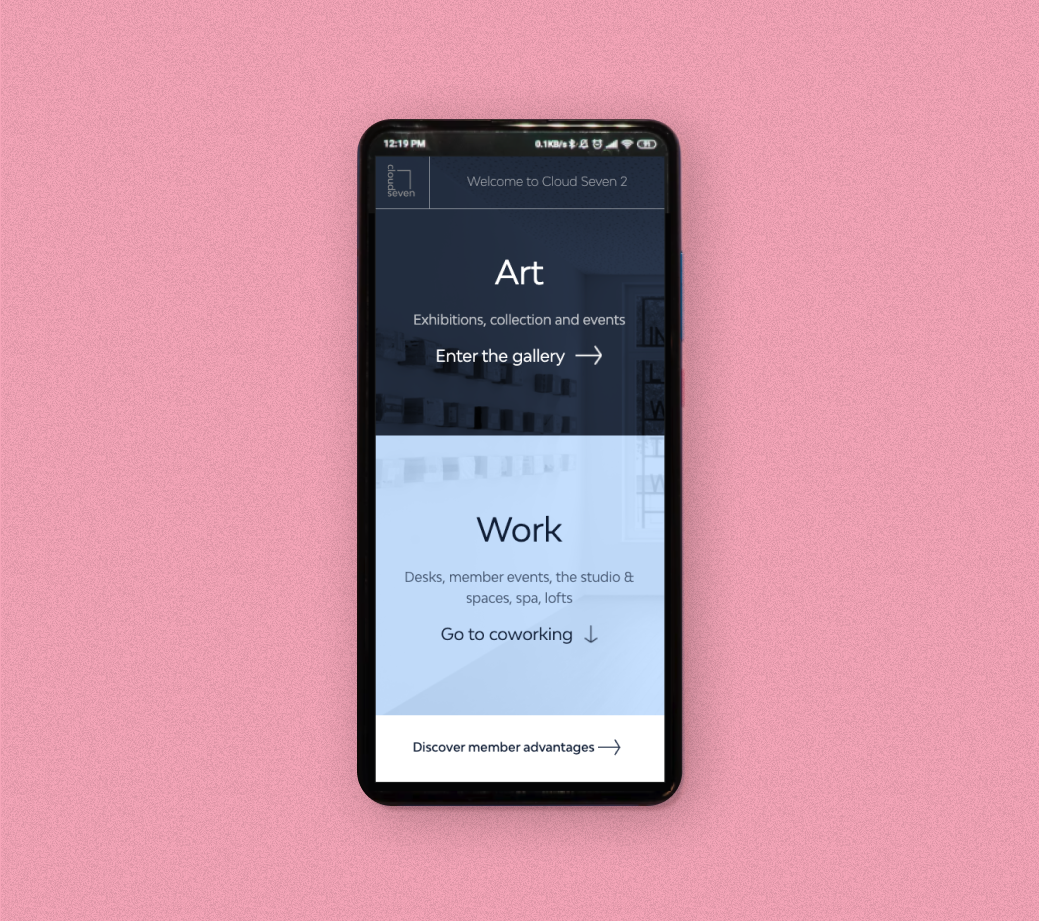 12:19 PM
0.1KB/s
cloud
seven
Welcome to Cloud Seven 2
Art
Exhibitions, collection and events
Enter the gallery
Work
Desks, member events, the studio &
spaces, spa, lofts
Go to coworking
Discover member advantages